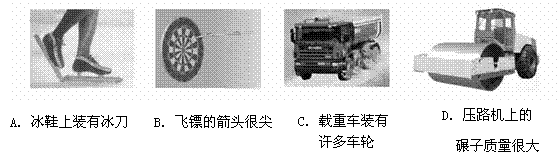 A. 冰鞋上装有冰刀
B. 飞镖的箭头很尖
C. 载重车装有
许多车轮
D. 压路机上的
碾子质量很大